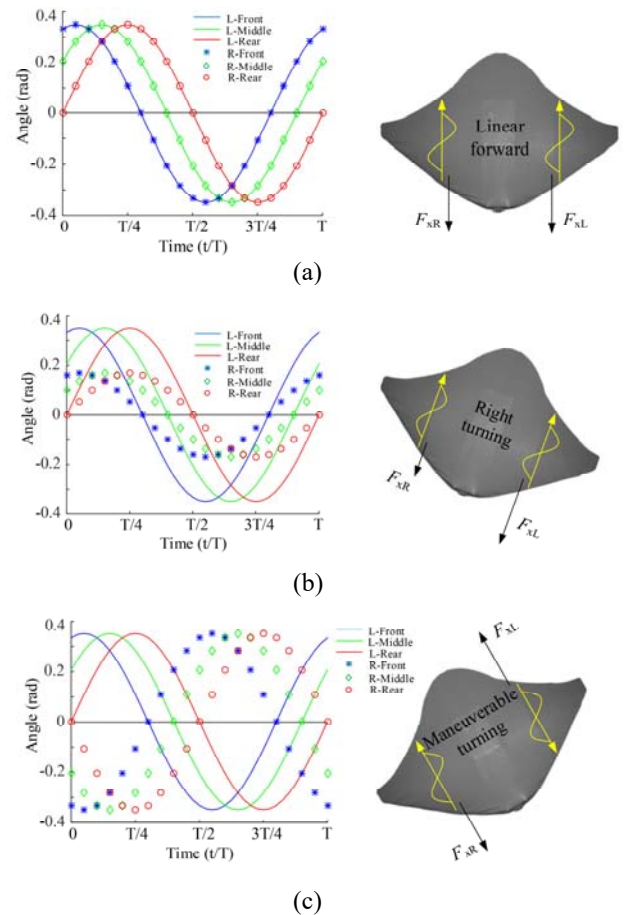 0.4
0.2
0
-0.2
-0.4
Angle (rad)
L-Front
L-Middle
L-Rear
R-Front
R-Middle
R-Rear
0 T/4 T/2 3T/4 T
Time (t/T)
Linear
forward
FxR
FxL
(a)
0.4
0.2
0
-0.2
-0.4
Angle (rad)
L-Front
L-Middle
L-Rear
R-Front
R-Middle
R-Rear
0 T/4 T/2 3T/4 T
Time (t/T)
Right
turning
FxR
FxL
(b)
0.4
0.2
0
-0.2
-0.4
Angle (rad)
L-Front
L-Middle
L-Rear
R-Front
R-Middle
R-Rear
0 T/4 T/2 3T/4 T
Time (t/T)
FxL
Maneuverable
turning
FxR
(c)